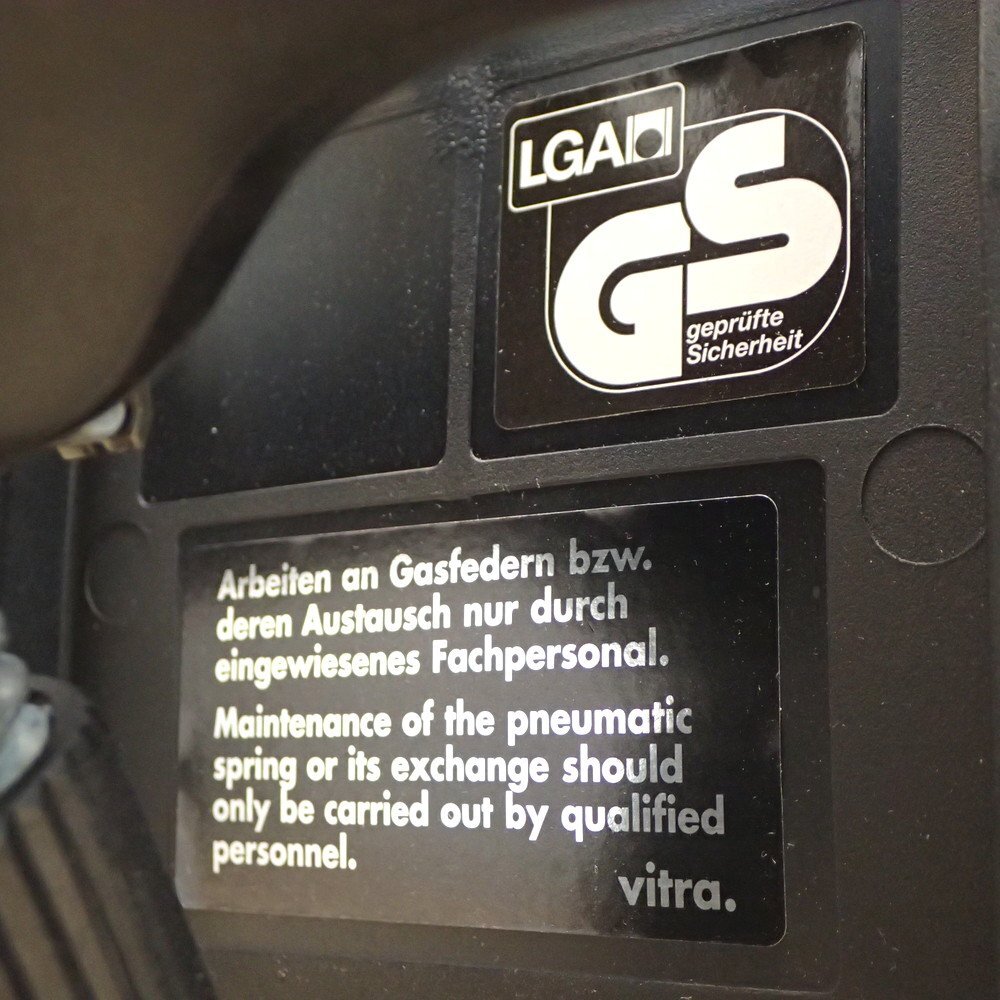 LGA
GS
geprüfte
Sicherheit
Arbeiten an Gasfedern bzw.
deren Austausch nur durch
eingewiesenes Fachpersonal.
Maintenance of the pneumatic
spring or its exchange should
only be carried out by qualified
personnel.
vitra.